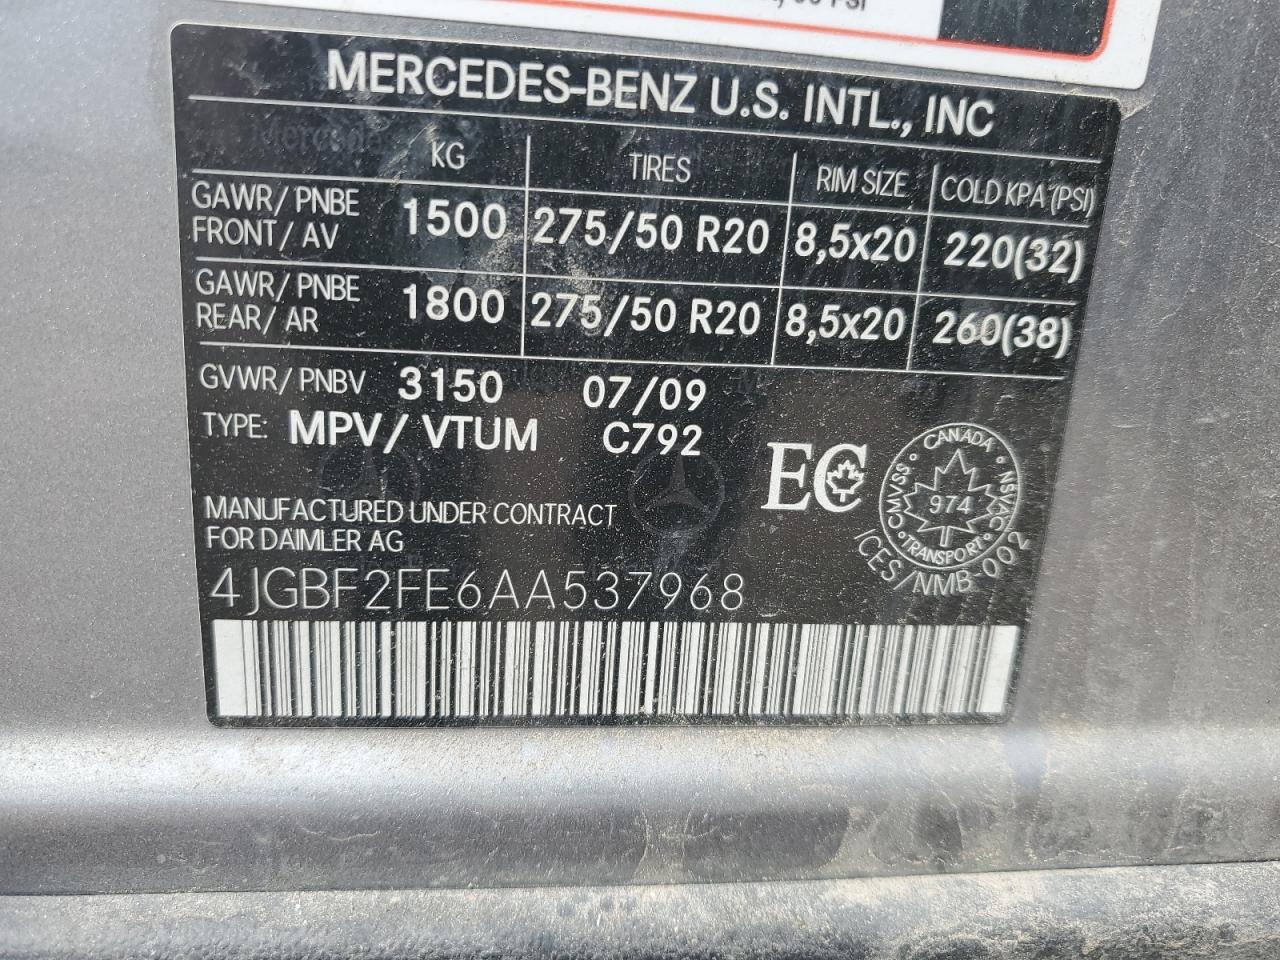 PSI
MERCEDES-BENZ U.S. INTL., INC
KG TIRES RIM SIZE COLD KPA (PSI)
GAWR/ PNBE
FRONT/ AV 1500 275/50 R20 8,5x20 220(32)
GAWR/ PNBE
REAR/ AR 1800 275/50 R20 8,5x20 260(38)
GVWR/ PNBV 3150 07/09
TYPE: MPV/ VTUM C792
EC
CANADA
CMVSS NSVAC
974
TRANSPORT
ICES/NMB-002
MANUFACTURED UNDER CONTRACT
FOR DAIMLER AG
4JGBF2FE6AA537968